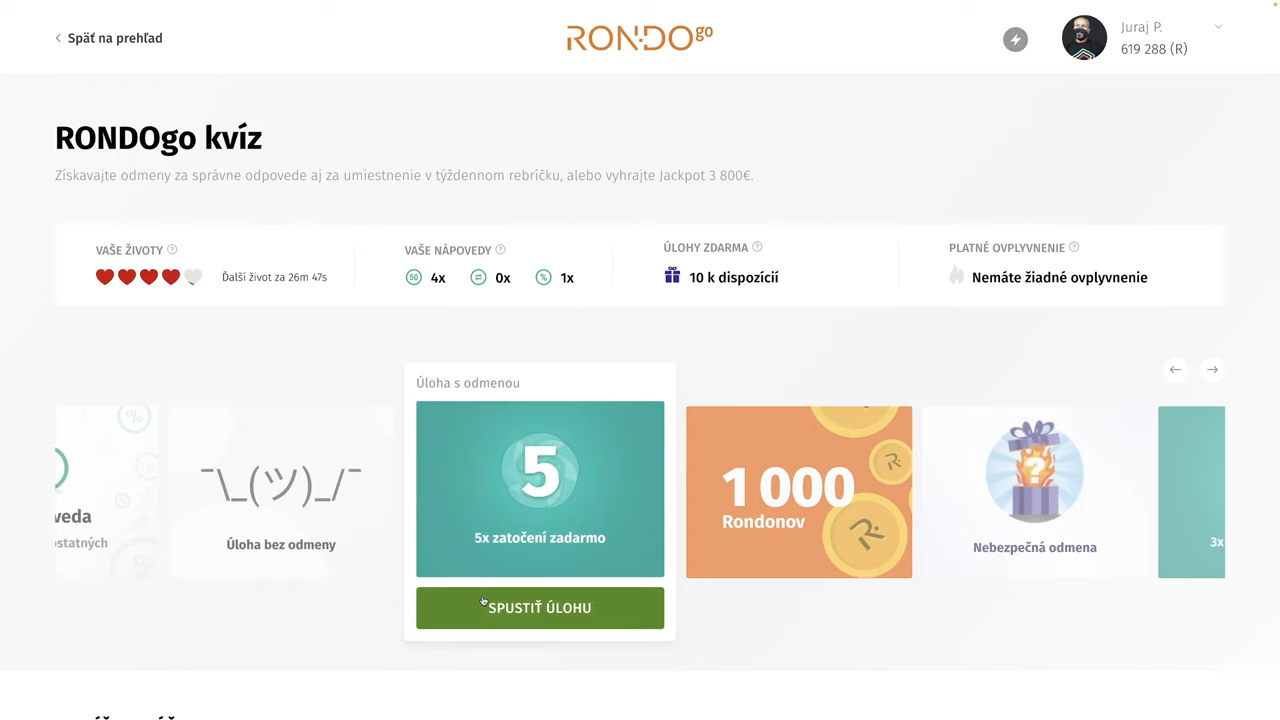 Späť na prehľad
RONDOgo
Juraj P.
619 288 (R)
RONDOgo kvíz
Získavajte odmeny za správne odpovede aj za umiestnenie v týždennom rebríčku, alebo vyhrajte Jackpot 3 800€.
VAŠE ŽIVOTY
Ďalší život za 26m 47s
VAŠE NÁPOVEDY
50 4x 0x % 1x
ÚLOHY ZDARMA
10 k dispozícií
PLATNÉ OVPLYVNENIE
Nemáte žiadné ovplyvnenie
veda
ostatných
¯\_(ツ)_/¯
Úloha bez odmeny
Úloha s odmenou
5
5x zatočení zadarmo
SPUSTIŤ ÚLOHU
1 000
Rondonov
Nebezpečná odmena
3x